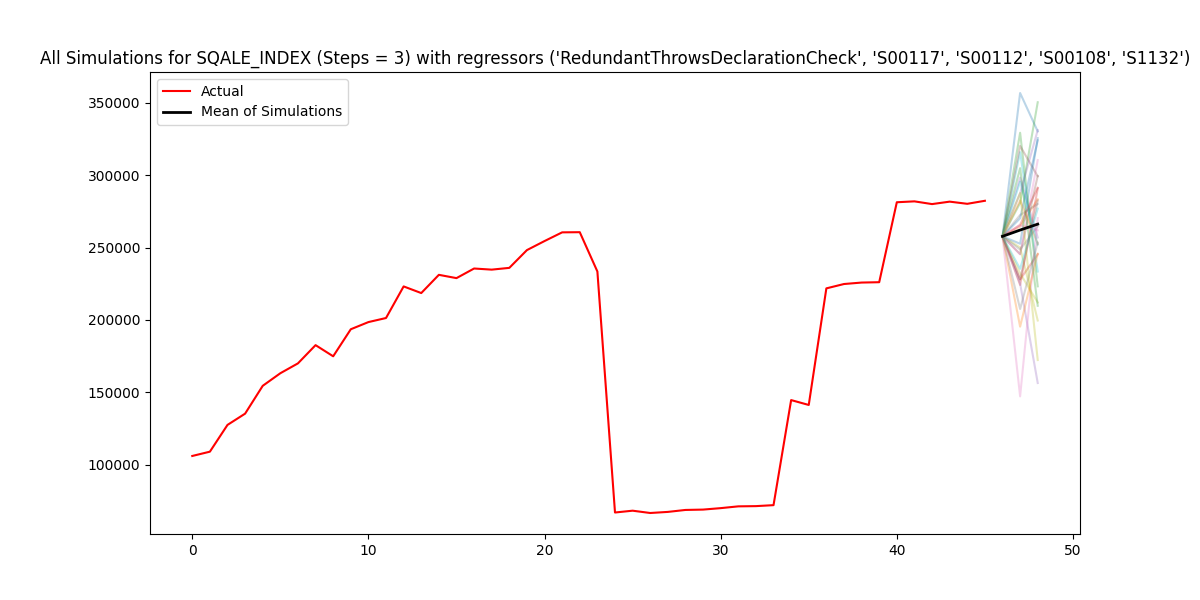 All Simulations for SQALE_INDEX (Steps = 3) with regressors ('RedundantThrowsDeclarationCheck', 'S00117', 'S00112', 'S00108', 'S1132')
Actual
Mean of Simulations
350000
300000
250000
200000
150000
100000
0 10 20 30 40 50